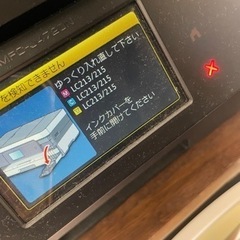 を検知できません
ゆっくり入れ直して下さい
M LC213/215
C LC213/215
Y LC213/215
インクカバーを
手前に開けてください